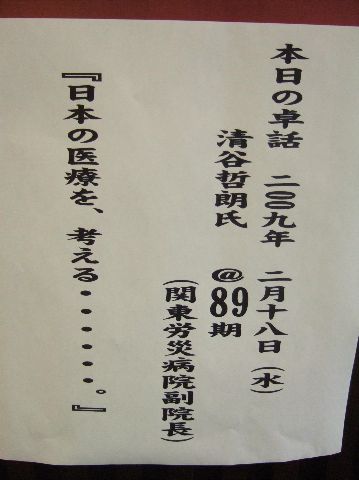 本日の卓話　二〇〇九年　二月十八日（水）
清谷哲朗氏　@89期
（関東労災病院副院長）
『日本の医療を、考える・・・・・・。』